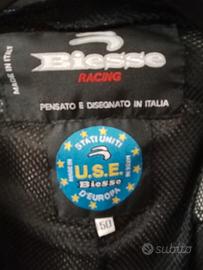 Biesse
RACING
MADE IN ITALY
PENSATO E DISEGNATO IN ITALIA
STATI UNITI
U.S.E.
Biesse
D'EUROPA
50
subito